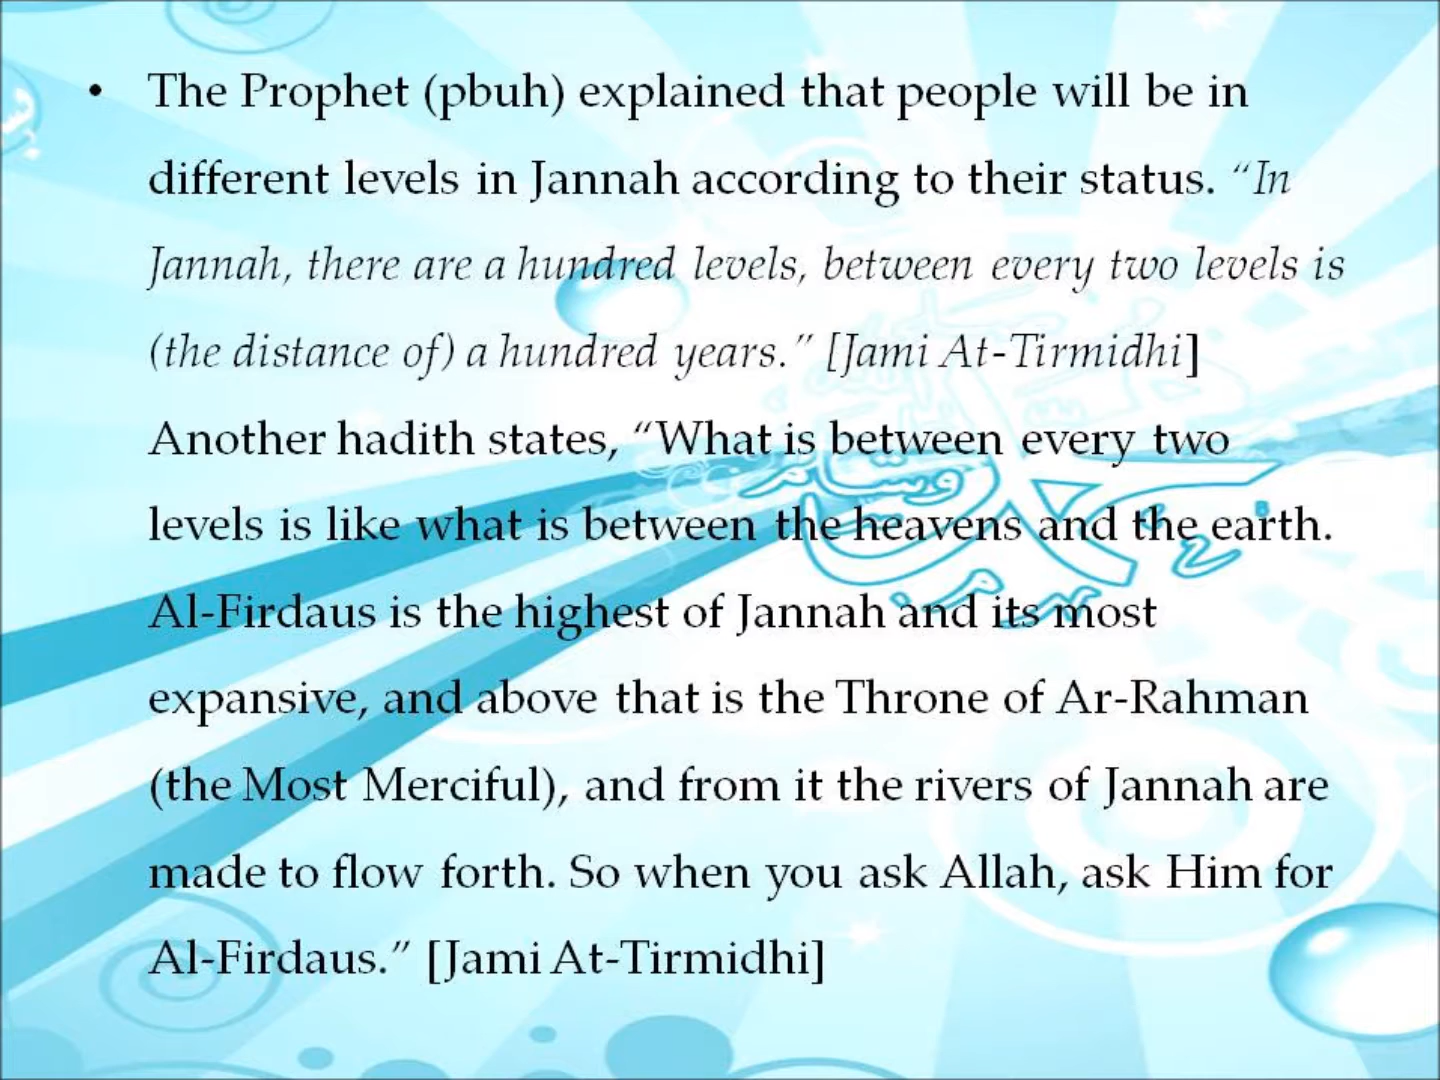 • The Prophet (pbuh) explained that people will be in
different levels in Jannah according to their status. “In
Jannah, there are a hundred levels, between every two levels is
(the distance of) a hundred years.” [Jami At-Tirmidhi]
Another hadith states, “What is between every two
levels is like what is between the heavens and the earth.
Al-Firdaus is the highest of Jannah and its most
expansive, and above that is the Throne of Ar-Rahman
(the Most Merciful), and from it the rivers of Jannah are
made to flow forth. So when you ask Allah, ask Him for
Al-Firdaus.” [Jami At-Tirmidhi]